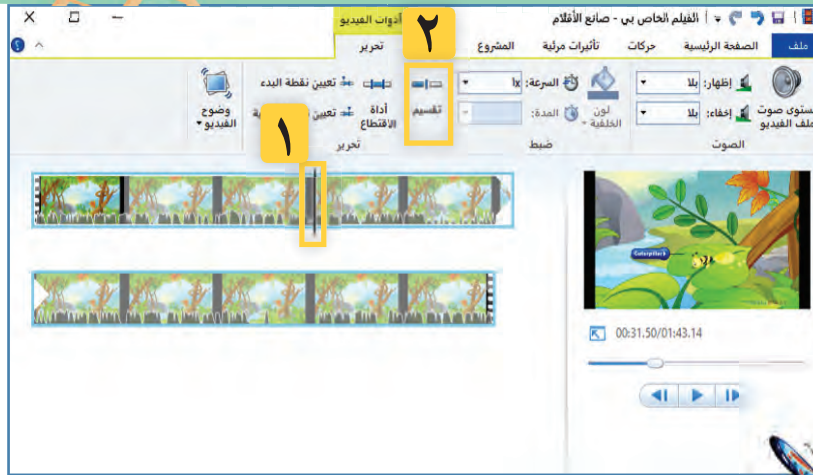 الفيلم الخاص بي - صانع الأفلام
أدوات الفيديو
ملف الصفحة الرئيسية حركات تأثيرات مرئية المشروع تحرير
٢
إظهار: بلا
السرعة: 1x
تقسيم
تعيين نقطة البدء
مستوى صوت
ملف الفيديو
إخفاء: بلا
لون
الخلفية
المدة:
أداة
الاقتطاع
تعيين
وضوح
الفيديو
الصوت
ضبط
تحرير
١
Caterpillar
00:31.50/01:43.14